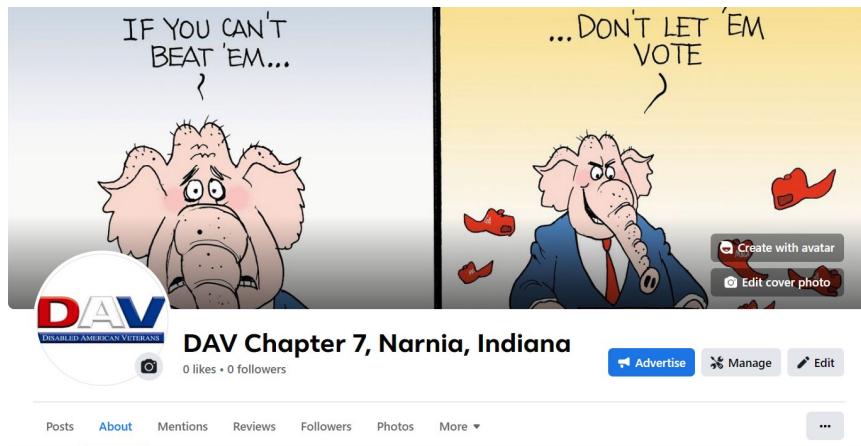 IF YOU CAN'T
BEAT 'EM...
...DON'T LET 'EM
VOTE
Create with avatar
Edit cover photo
DAV
DISABLED AMERICAN VETERANS
DAV Chapter 7, Narnia, Indiana
0 likes • 0 followers
Advertise
Manage
Edit
Posts
About
Mentions
Reviews
Followers
Photos
More